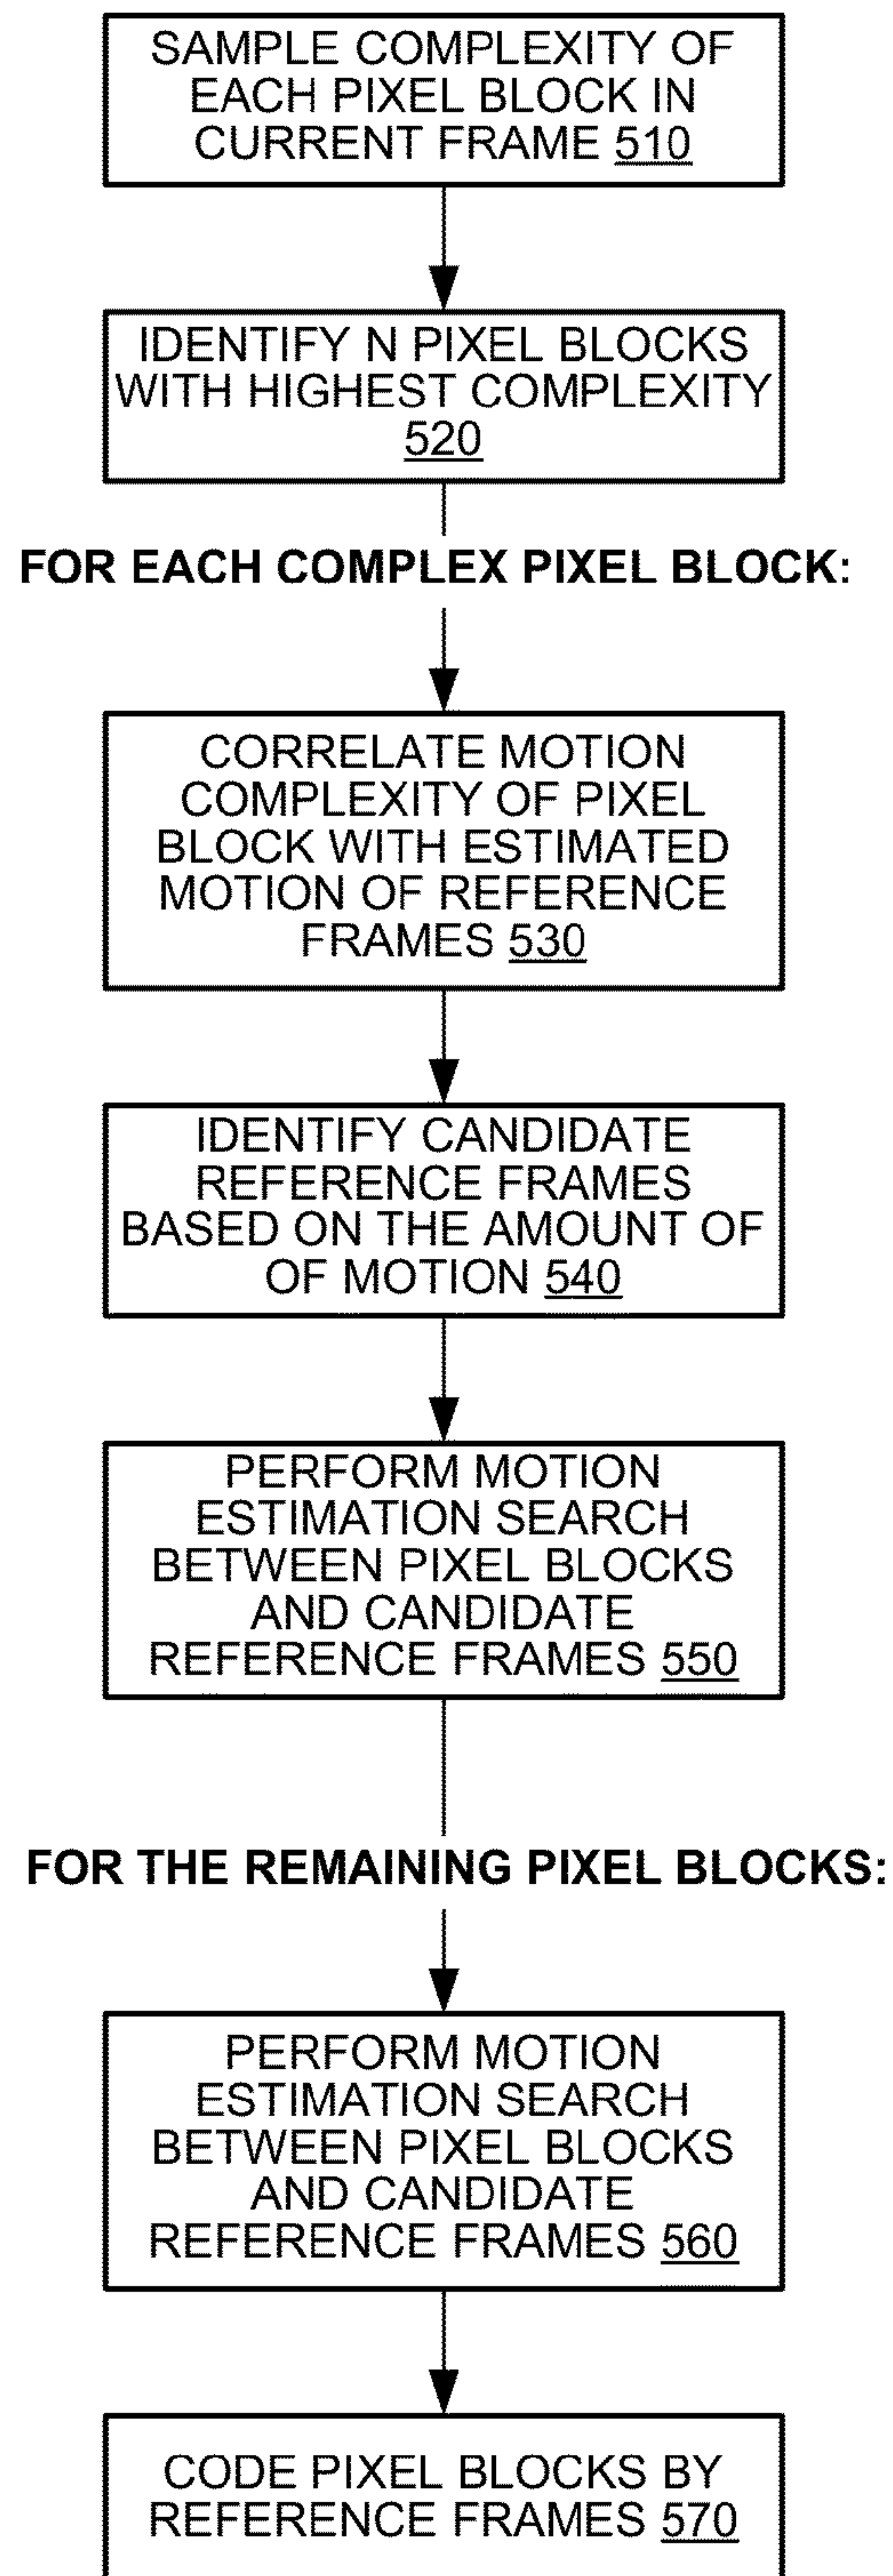 SAMPLE COMPLEXITY OF
EACH PIXEL BLOCK IN
CURRENT FRAME 510
IDENTIFY N PIXEL BLOCKS
WITH HIGHEST COMPLEXITY
520
FOR EACH COMPLEX PIXEL BLOCK:
CORRELATE MOTION
COMPLEXITY OF PIXEL
BLOCK WITH ESTIMATED
MOTION OF REFERENCE
FRAMES 530
IDENTIFY CANDIDATE
REFERENCE FRAMES
BASED ON THE AMOUNT OF
OF MOTION 540
PERFORM MOTION
ESTIMATION SEARCH
BETWEEN PIXEL BLOCKS
AND CANDIDATE
REFERENCE FRAMES 550
FOR THE REMAINING PIXEL BLOCKS:
PERFORM MOTION
ESTIMATION SEARCH
BETWEEN PIXEL BLOCKS
AND CANDIDATE
REFERENCE FRAMES 560
CODE PIXEL BLOCKS BY
REFERENCE FRAMES 570